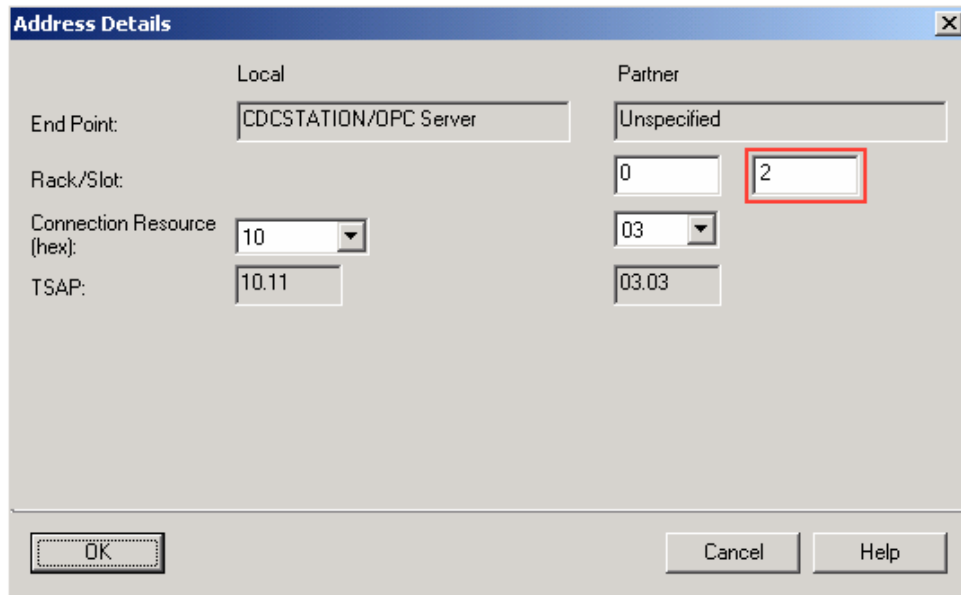 Address Details
Local Partner
End Point: CDCSTATION/OPC Server Unspecified
Rack/Slot: 0 2
Connection Resource
(hex): 10 03
TSAP: 10.11 03.03
OK Cancel Help